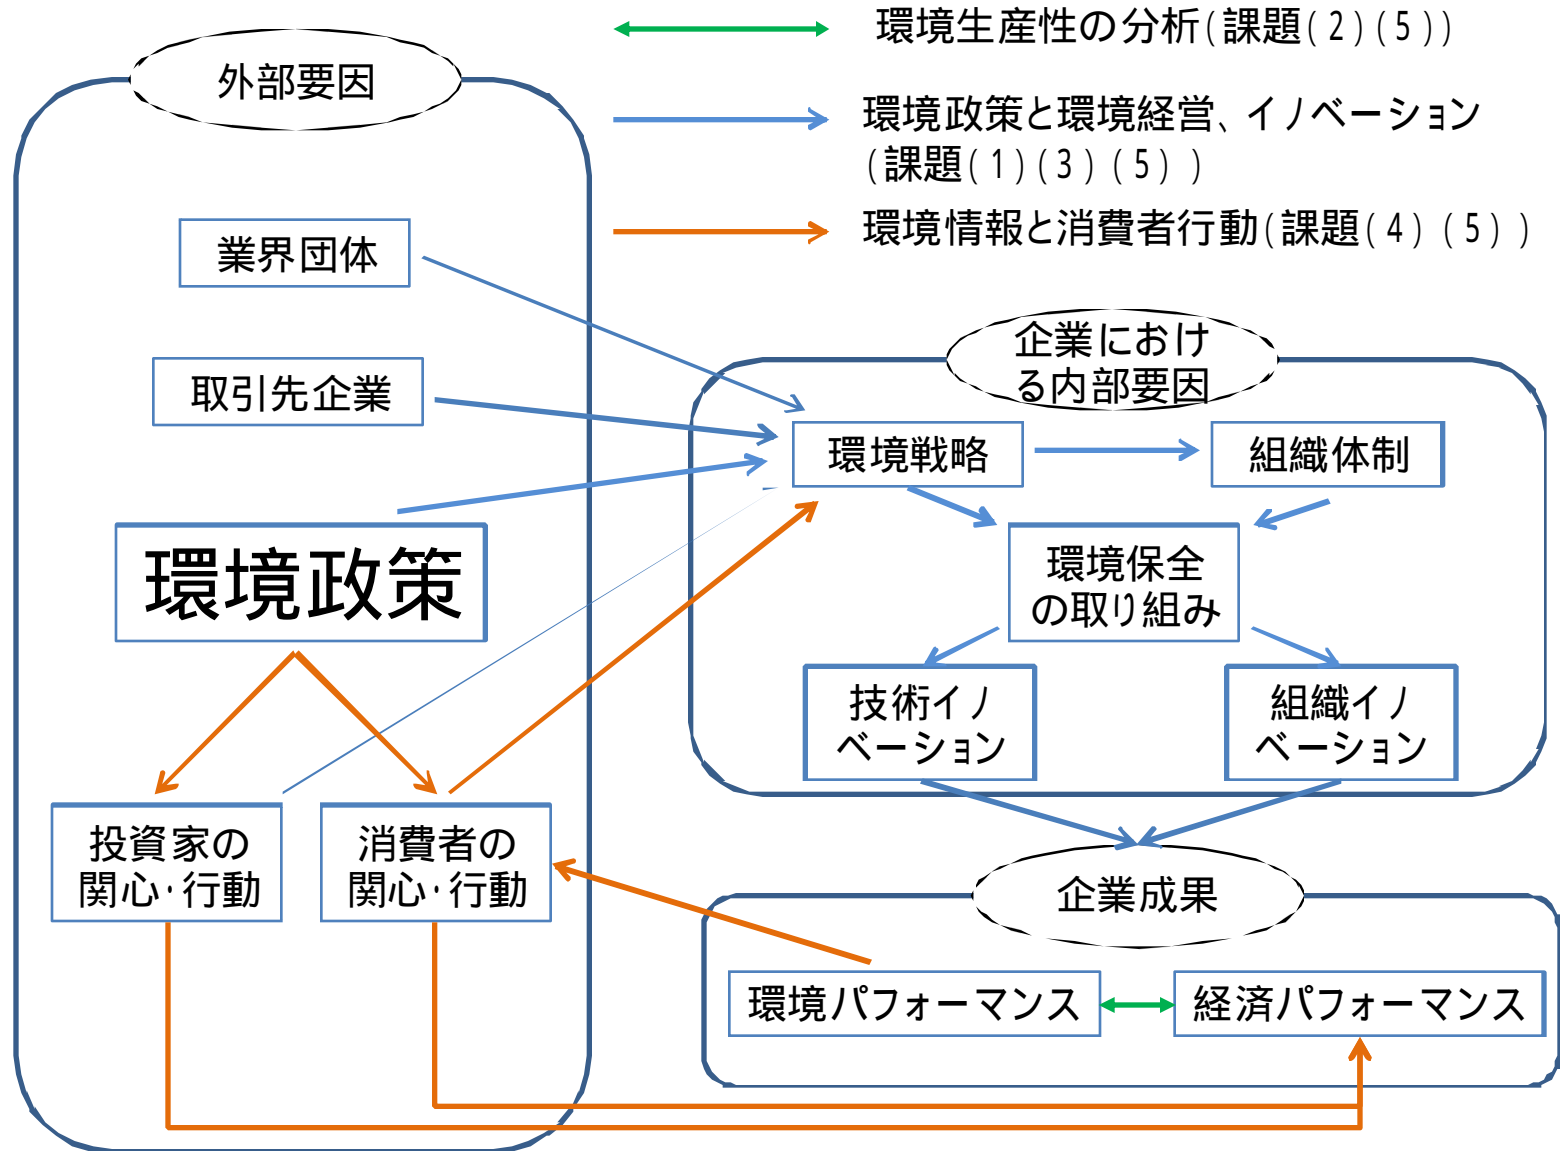 環境生産性の分析(課題(2)(5))
環境政策と環境経営、イノベーション
(課題(1)(3)(5))
環境情報と消費者行動(課題(4)(5))
外部要因
業界団体
取引先企業
環境政策
投資家の
関心・行動
消費者の
関心・行動
企業におけ
る内部要因
環境戦略
組織体制
環境保全
の取り組み
技術イノ
ベーション
組織イノ
ベーション
企業成果
環境パフォーマンス
経済パフォーマンス